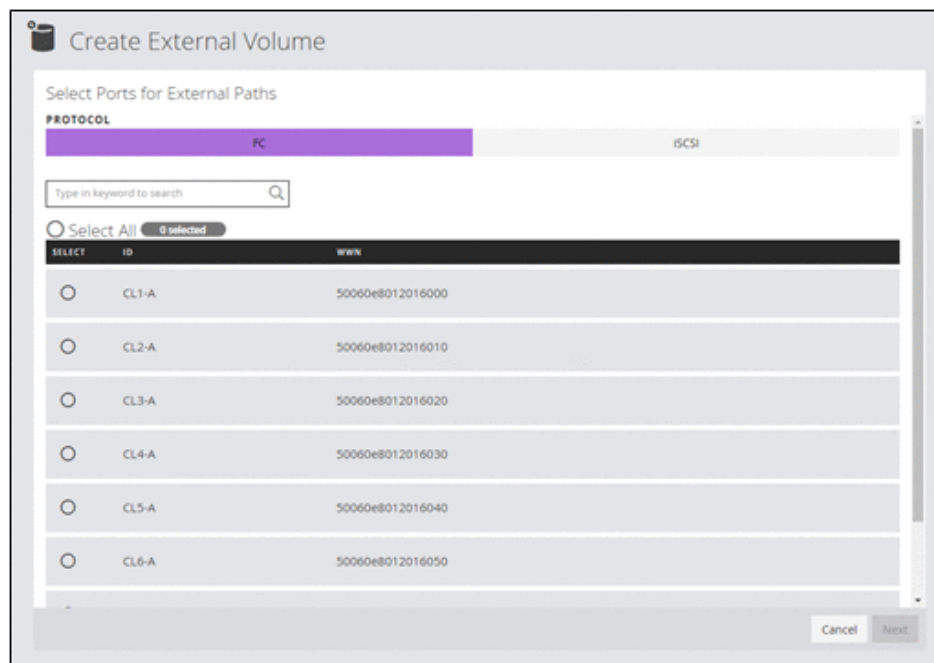 Create External Volume
Select Ports for External Paths
PROTOCOL
FC iSCSI
Type in keyword to search
Select All 0 selected
SELECT ID WWN
CL1-A 50060e8012016000
CL2-A 50060e8012016010
CL3-A 50060e8012016020
CL4-A 50060e8012016030
CL5-A 50060e8012016040
CL6-A 50060e8012016050
Cancel Next